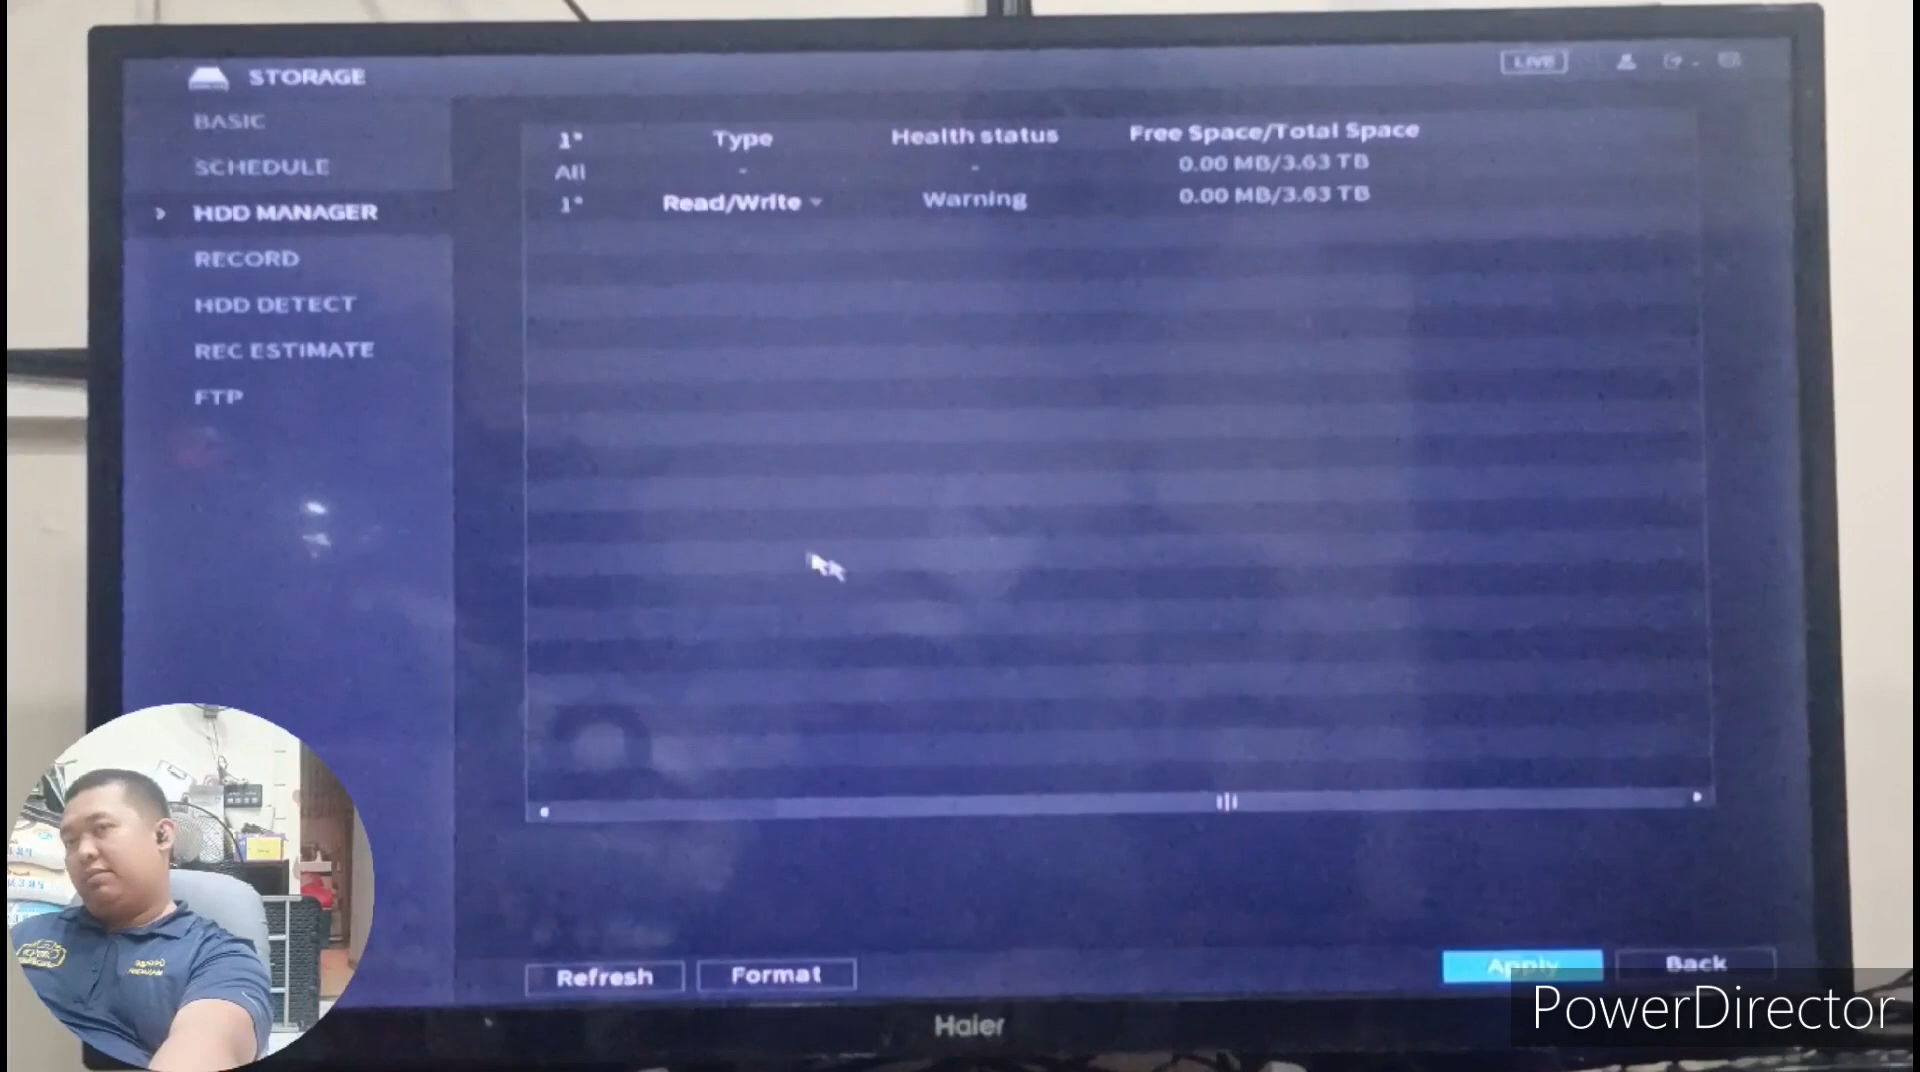 STORAGE
LIVE
BASIC
SCHEDULE
HDD MANAGER
RECORD
HDD DETECT
REC ESTIMATE
FTP
1* Type Health status Free Space/Total Space
All - - 0.00 MB/3.63 TB
1* Read/Write Warning 0.00 MB/3.63 TB
Refresh Format Apply Back
Haier
PowerDirector